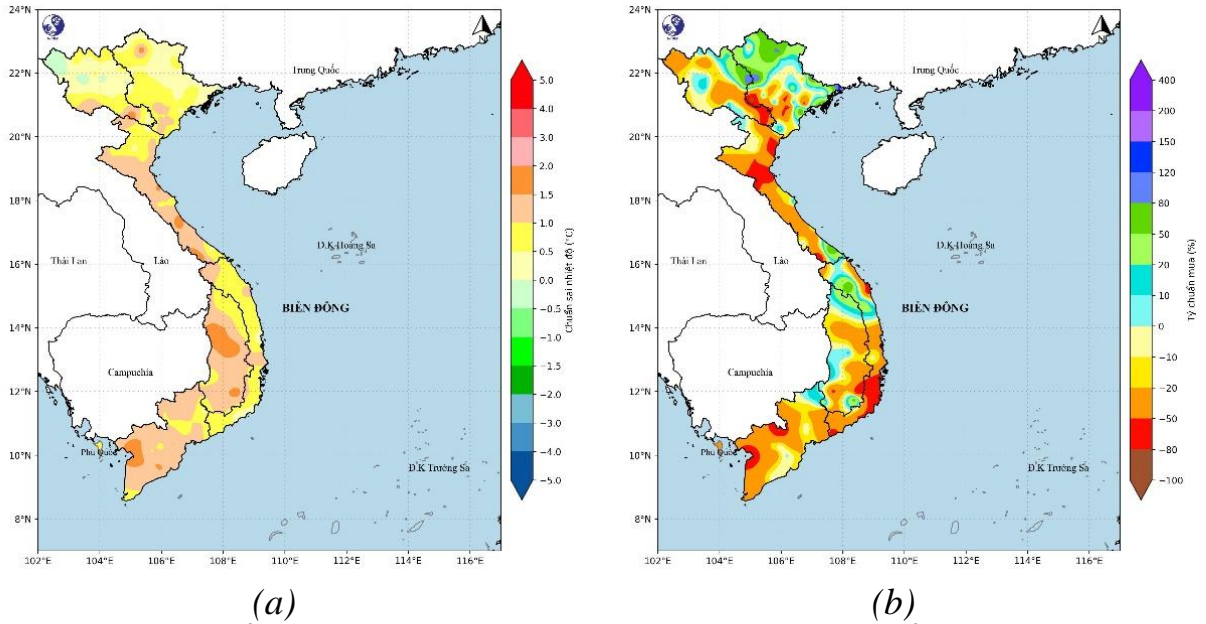 24°N
22°N
20°N
18°N
16°N
14°N
12°N
10°N
8°N
102°E
104°E
106°E
108°E
110°E
112°E
114°E
116°E
N
Trung Quốc
Thái Lan
Lào
Campuchia
Phú Quốc
BIỂN ĐÔNG
Đ.K Hoàng Sa
Đ.K Trường Sa
5.0
4.0
3.0
2.0
1.5
1.0
0.5
0.0
−0.5
−1.0
−1.5
−2.0
−3.0
−4.0
−5.0
Chuẩn sai nhiệt độ (°C)
(a)
24°N
22°N
20°N
18°N
16°N
14°N
12°N
10°N
8°N
102°E
104°E
106°E
108°E
110°E
112°E
114°E
116°E
N
Trung Quốc
Thái Lan
Lào
Campuchia
Phú Quốc
BIỂN ĐÔNG
Đ.K Hoàng Sa
Đ.K Trường Sa
400
200
150
120
80
50
20
10
0
−10
−20
−50
−80
−100
Tỷ chuẩn mưa (%)
(b)